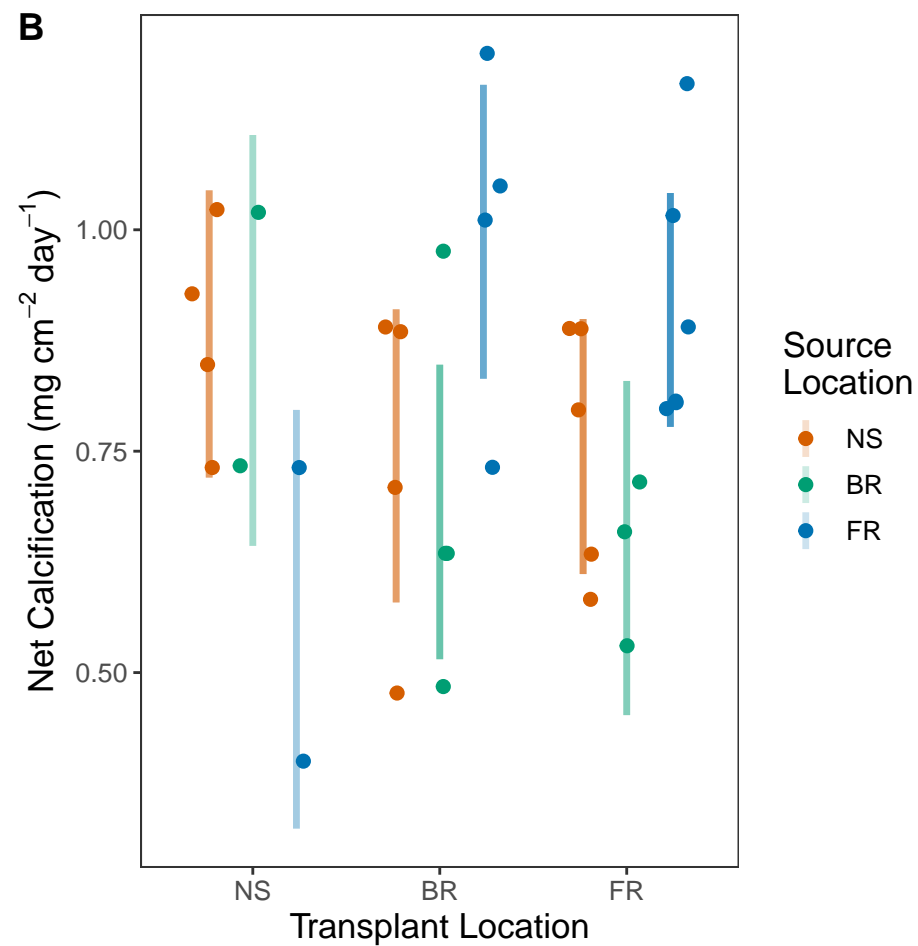 B
Net Calcification (mg cm⁻² day⁻¹)
1.00
0.75
0.50
NS BR FR
Transplant Location
Source
Location
NS
BR
FR